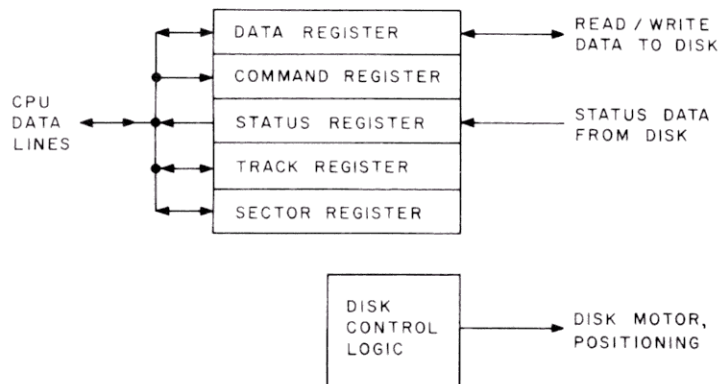 DATA REGISTER
COMMAND REGISTER
STATUS REGISTER
TRACK REGISTER
SECTOR REGISTER
CPU
DATA
LINES
READ / WRITE
DATA TO DISK
STATUS DATA
FROM DISK
DISK
CONTROL
LOGIC
DISK MOTOR,
POSITIONING